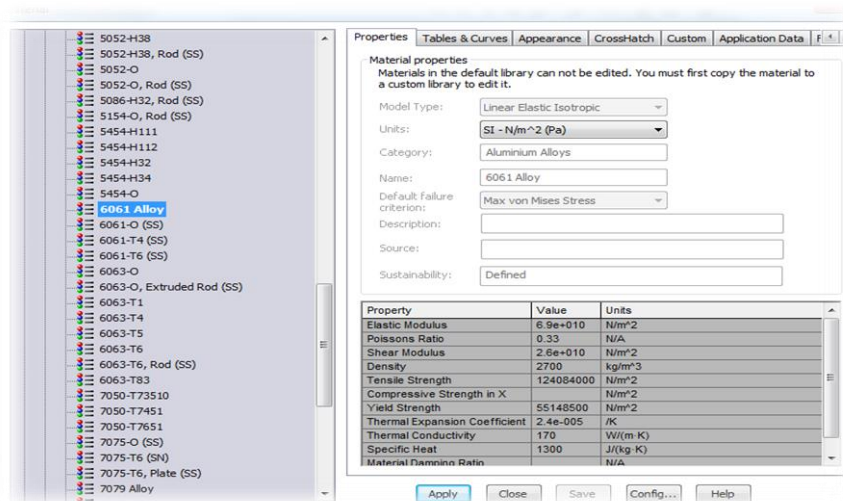 5052-H38
5052-H38, Rod (SS)
5052-O
5052-O, Rod (SS)
5086-H32, Rod (SS)
5154-O, Rod (SS)
5454-H111
5454-H112
5454-H32
5454-H34
5454-O
6061 Alloy
6061-O (SS)
6061-T4 (SS)
6061-T6 (SS)
6063-O
6063-O, Extruded Rod (SS)
6063-T1
6063-T4
6063-T5
6063-T6
6063-T6, Rod (SS)
6063-T83
7050-T73510
7050-T7451
7050-T7651
7075-O (SS)
7075-T6 (SN)
7075-T6, Plate (SS)
7079 Alloy
Properties Tables & Curves Appearance CrossHatch Custom Application Data F
Material properties
Materials in the default library can not be edited. You must first copy the material to
a custom library to edit it.
Model Type: Linear Elastic Isotropic
Units: SI - N/m^2 (Pa)
Category: Aluminium Alloys
Name: 6061 Alloy
Default failure
criterion: Max von Mises Stress
Description:
Source:
Sustainability: Defined
Property Value Units
Elastic Modulus 6.9e+010 N/m^2
Poissons Ratio 0.33 N/A
Shear Modulus 2.6e+010 N/m^2
Density 2700 kg/m^3
Tensile Strength 124084000 N/m^2
Compressive Strength in X N/m^2
Yield Strength 55148500 N/m^2
Thermal Expansion Coefficient 2.4e-005 /K
Thermal Conductivity 170 W/(m·K)
Specific Heat 1300 J/(kg·K)
Material Damping Ratio N/A
Apply Close Save Config... Help